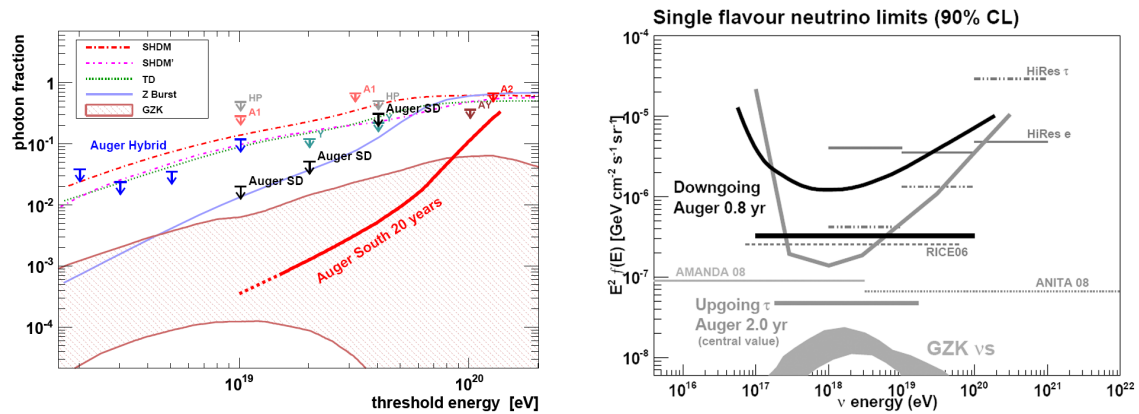 SHDM
SHDM'
TD
Z Burst
GZK
photon fraction
1
10⁻¹
10⁻²
10⁻³
10⁻⁴
HP
A1
A1
HP
A2
AY
Y
Auger SD
Auger Hybrid
Auger SD
Auger SD
Auger South 20 years
10¹⁹
10²⁰
threshold energy [eV]
Single flavour neutrino limits (90% CL)
E² f(E) [GeV cm⁻² s⁻¹ sr⁻¹]
10⁻⁴
10⁻⁵
10⁻⁶
10⁻⁷
10⁻⁸
HiRes τ
HiRes e
Downgoing
Auger 0.8 yr
RICE06
AMANDA 08
ANITA 08
Upgoing τ
Auger 2.0 yr
(central value)
GZK νs
10¹⁶
10¹⁷
10¹⁸
10¹⁹
10²⁰
10²¹
10²²
ν energy (eV)